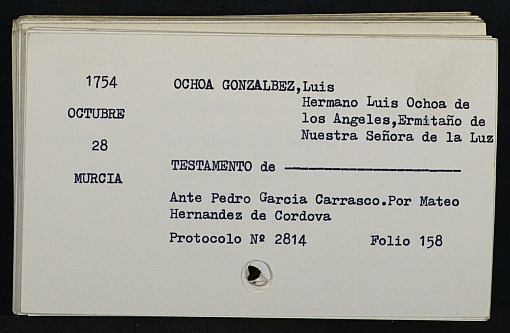 1754
OCTUBRE
28
MURCIA
OCHOA GONZALBEZ,Luis
Hermano Luis Ochoa de
los Angeles,Ermitaño de
Nuestra Señora de la Luz
TESTAMENTO de ----------------------
Ante Pedro Garcia Carrasco.Por Mateo
Hernandez de Cordova
Protocolo Nº 2814 Folio 158